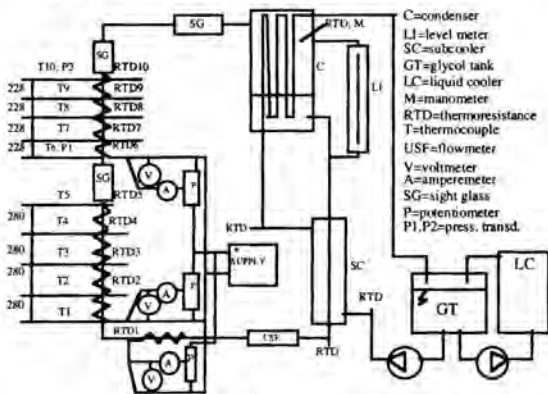 C=condenser
LI=level meter
SC=subcooler
GT=glycol tank
LC=liquid cooler
M=manometer
RTD=thermoresistance
T=thermocouple
USF=flowmeter
V=voltmeter
A=amperemeter
SG=sight glass
P=potentiometer
P1,P2=press. transd.
SG
RTD, M
C
LI
SG
T10, P2
RTD10
228
T9
RTD9
228
T8
RTD8
228
T7
RTD7
228
T6, P1
RTD6
SG
V
A
P
T5
RTD5
280
T4
RTD4
280
T3
RTD3
280
T2
RTD2
280
T1
V
A
P
+
SUPPLY
RTD
SC
RTD
RTD1
USF
RTD
V
A
P
GT
LC